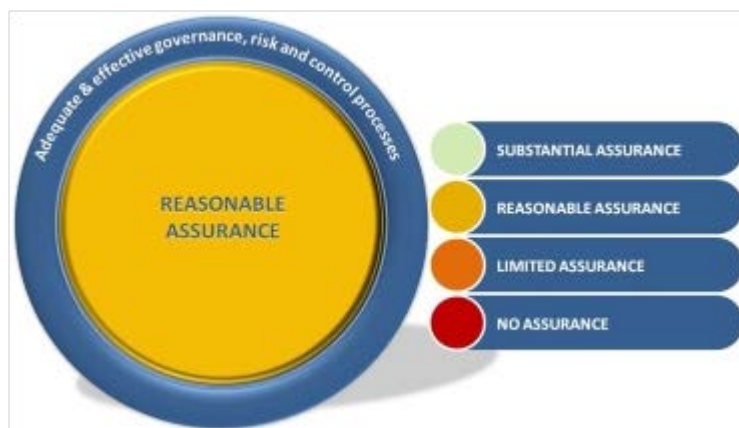 Adequate & effective governance, risk and control processes
REASONABLE
ASSURANCE
SUBSTANTIAL ASSURANCE
REASONABLE ASSURANCE
LIMITED ASSURANCE
NO ASSURANCE